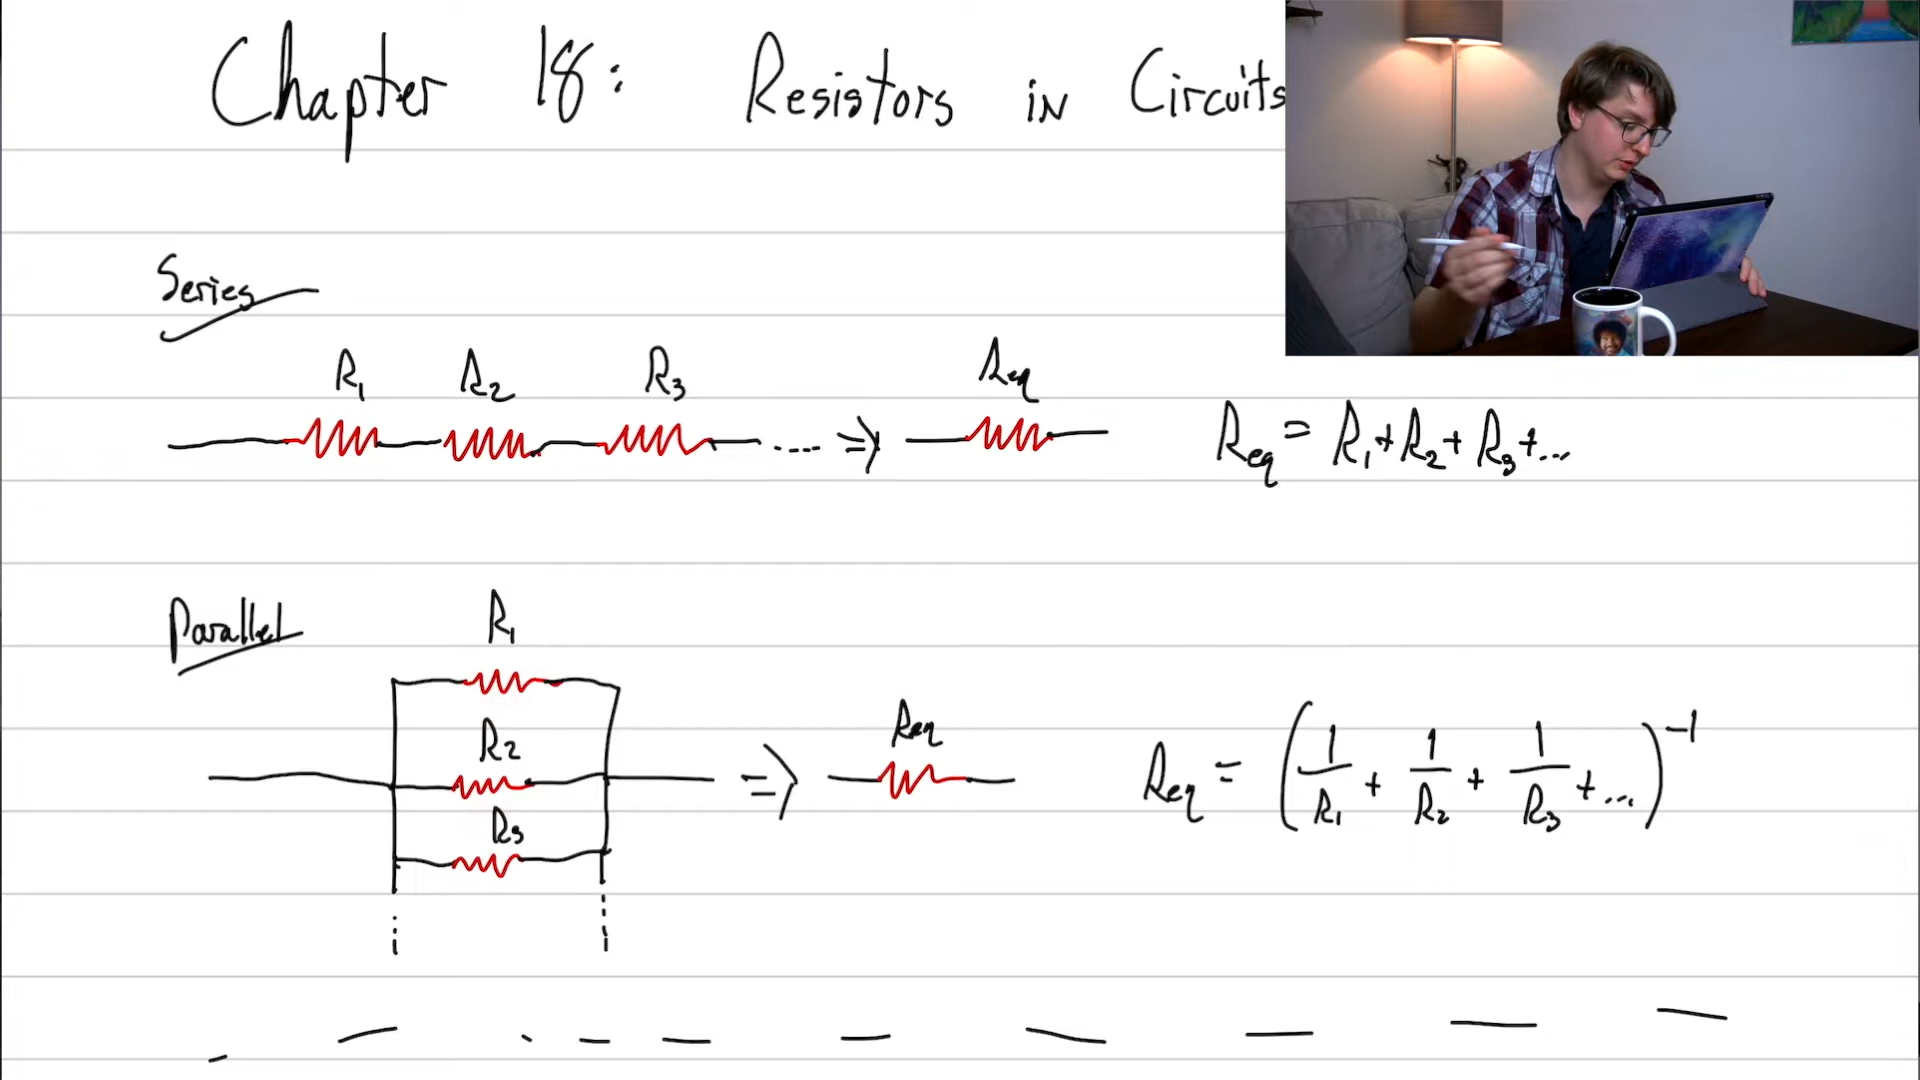 Chapter 18: Resistors in Circuits
Series
R₁ R₂ R₃ Req
.... => Req = R₁ + R₂ + R₃ + ...
Parallel
R₁
R₂
R₃
=> Req
Req = (1/R₁ + 1/R₂ + 1/R₃ + ...)⁻¹